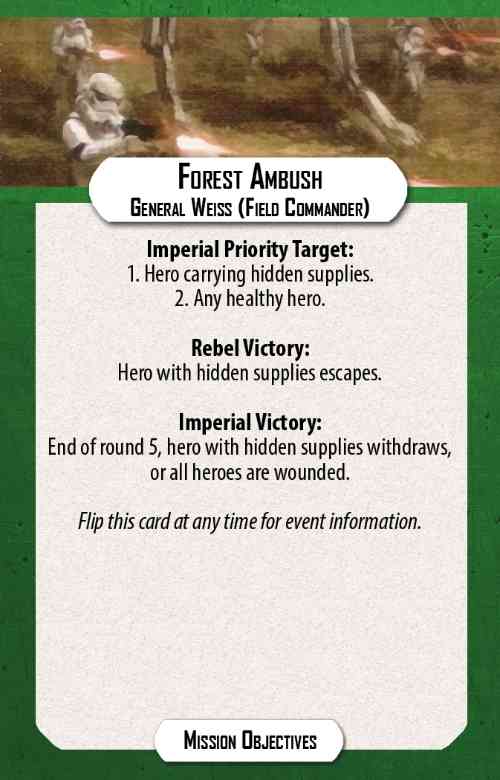 Forest Ambush
General Weiss (Field Commander)
Imperial Priority Target:
1. Hero carrying hidden supplies.
2. Any healthy hero.
Rebel Victory:
Hero with hidden supplies escapes.
Imperial Victory:
End of round 5, hero with hidden supplies withdraws,
or all heroes are wounded.
Flip this card at any time for event information.
Mission Objectives